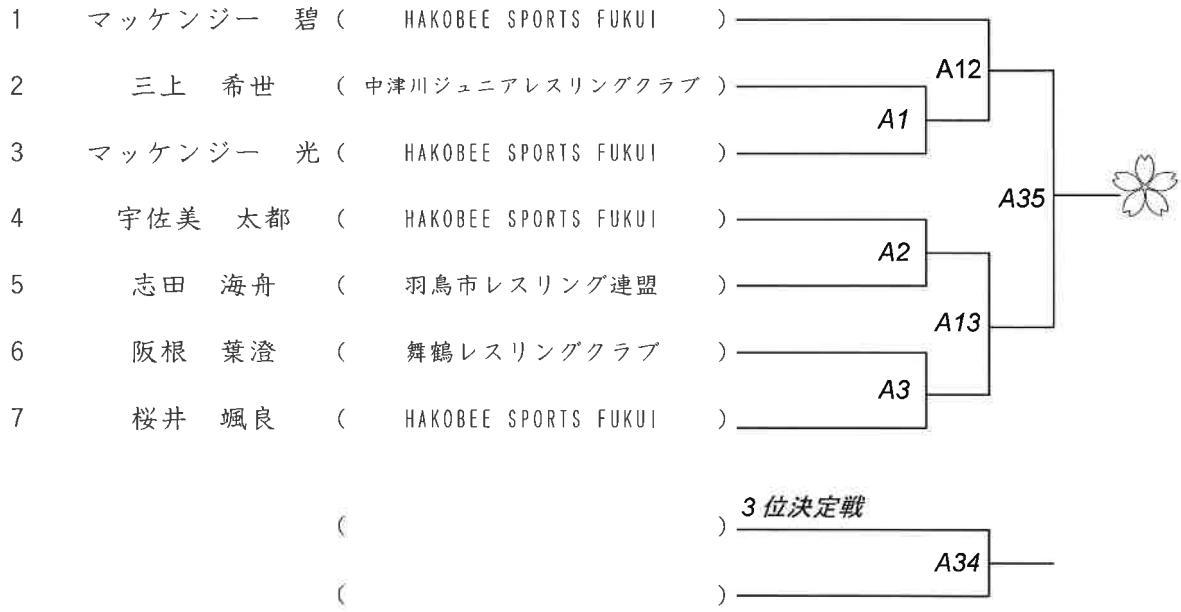 1 マッケンジー 碧 ( HAKOBEE SPORTS FUKUI )
A12
2 三上 希世 ( 中津川ジュニアレスリングクラブ )
A1
3 マッケンジー 光 ( HAKOBEE SPORTS FUKUI )
A35
4 宇佐美 太都 ( HAKOBEE SPORTS FUKUI )
A2
5 志田 海舟 ( 羽鳥市レスリング連盟 )
A13
6 阪根 葉澄 ( 舞鶴レスリングクラブ )
A3
7 桜井 颯良 ( HAKOBEE SPORTS FUKUI )
3位決定戦
( )
A34
( )